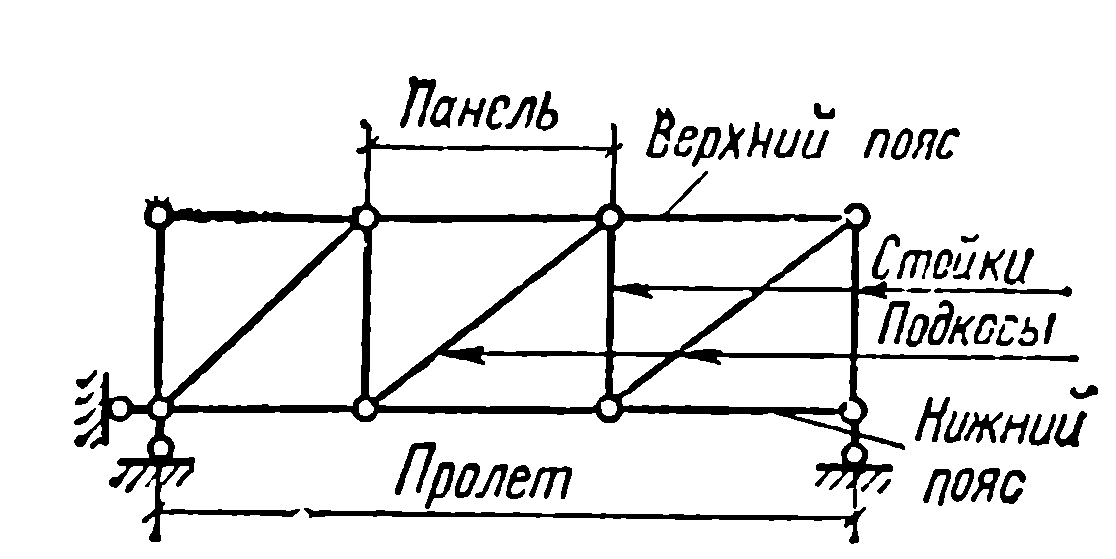 Панель
Верхний пояс
Стойки
Подкосы
Нижний
пояс
Пролет